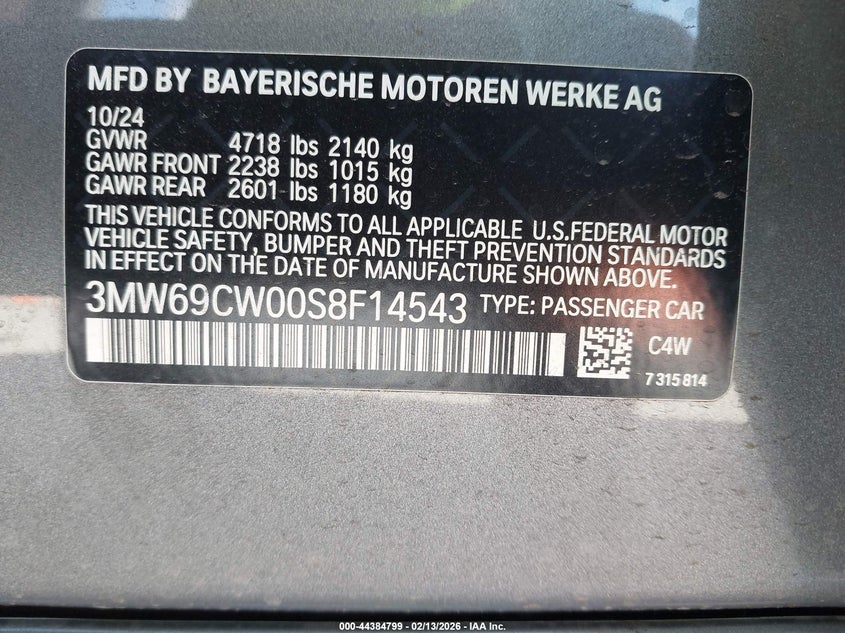 MFD BY BAYERISCHE MOTOREN WERKE AG
10/24
GVWR 4718 lbs 2140 kg
GAWR FRONT 2238 lbs 1015 kg
GAWR REAR 2601 lbs 1180 kg
THIS VEHICLE CONFORMS TO ALL APPLICABLE U.S.FEDERAL MOTOR
VEHICLE SAFETY, BUMPER AND THEFT PREVENTION STANDARDS
IN EFFECT ON THE DATE OF MANUFACTURE SHOWN ABOVE.
3MW69CW00S8F14543 TYPE: PASSENGER CAR
C4W
7315814
000-44384799 - 02/13/2026 - IAA Inc.